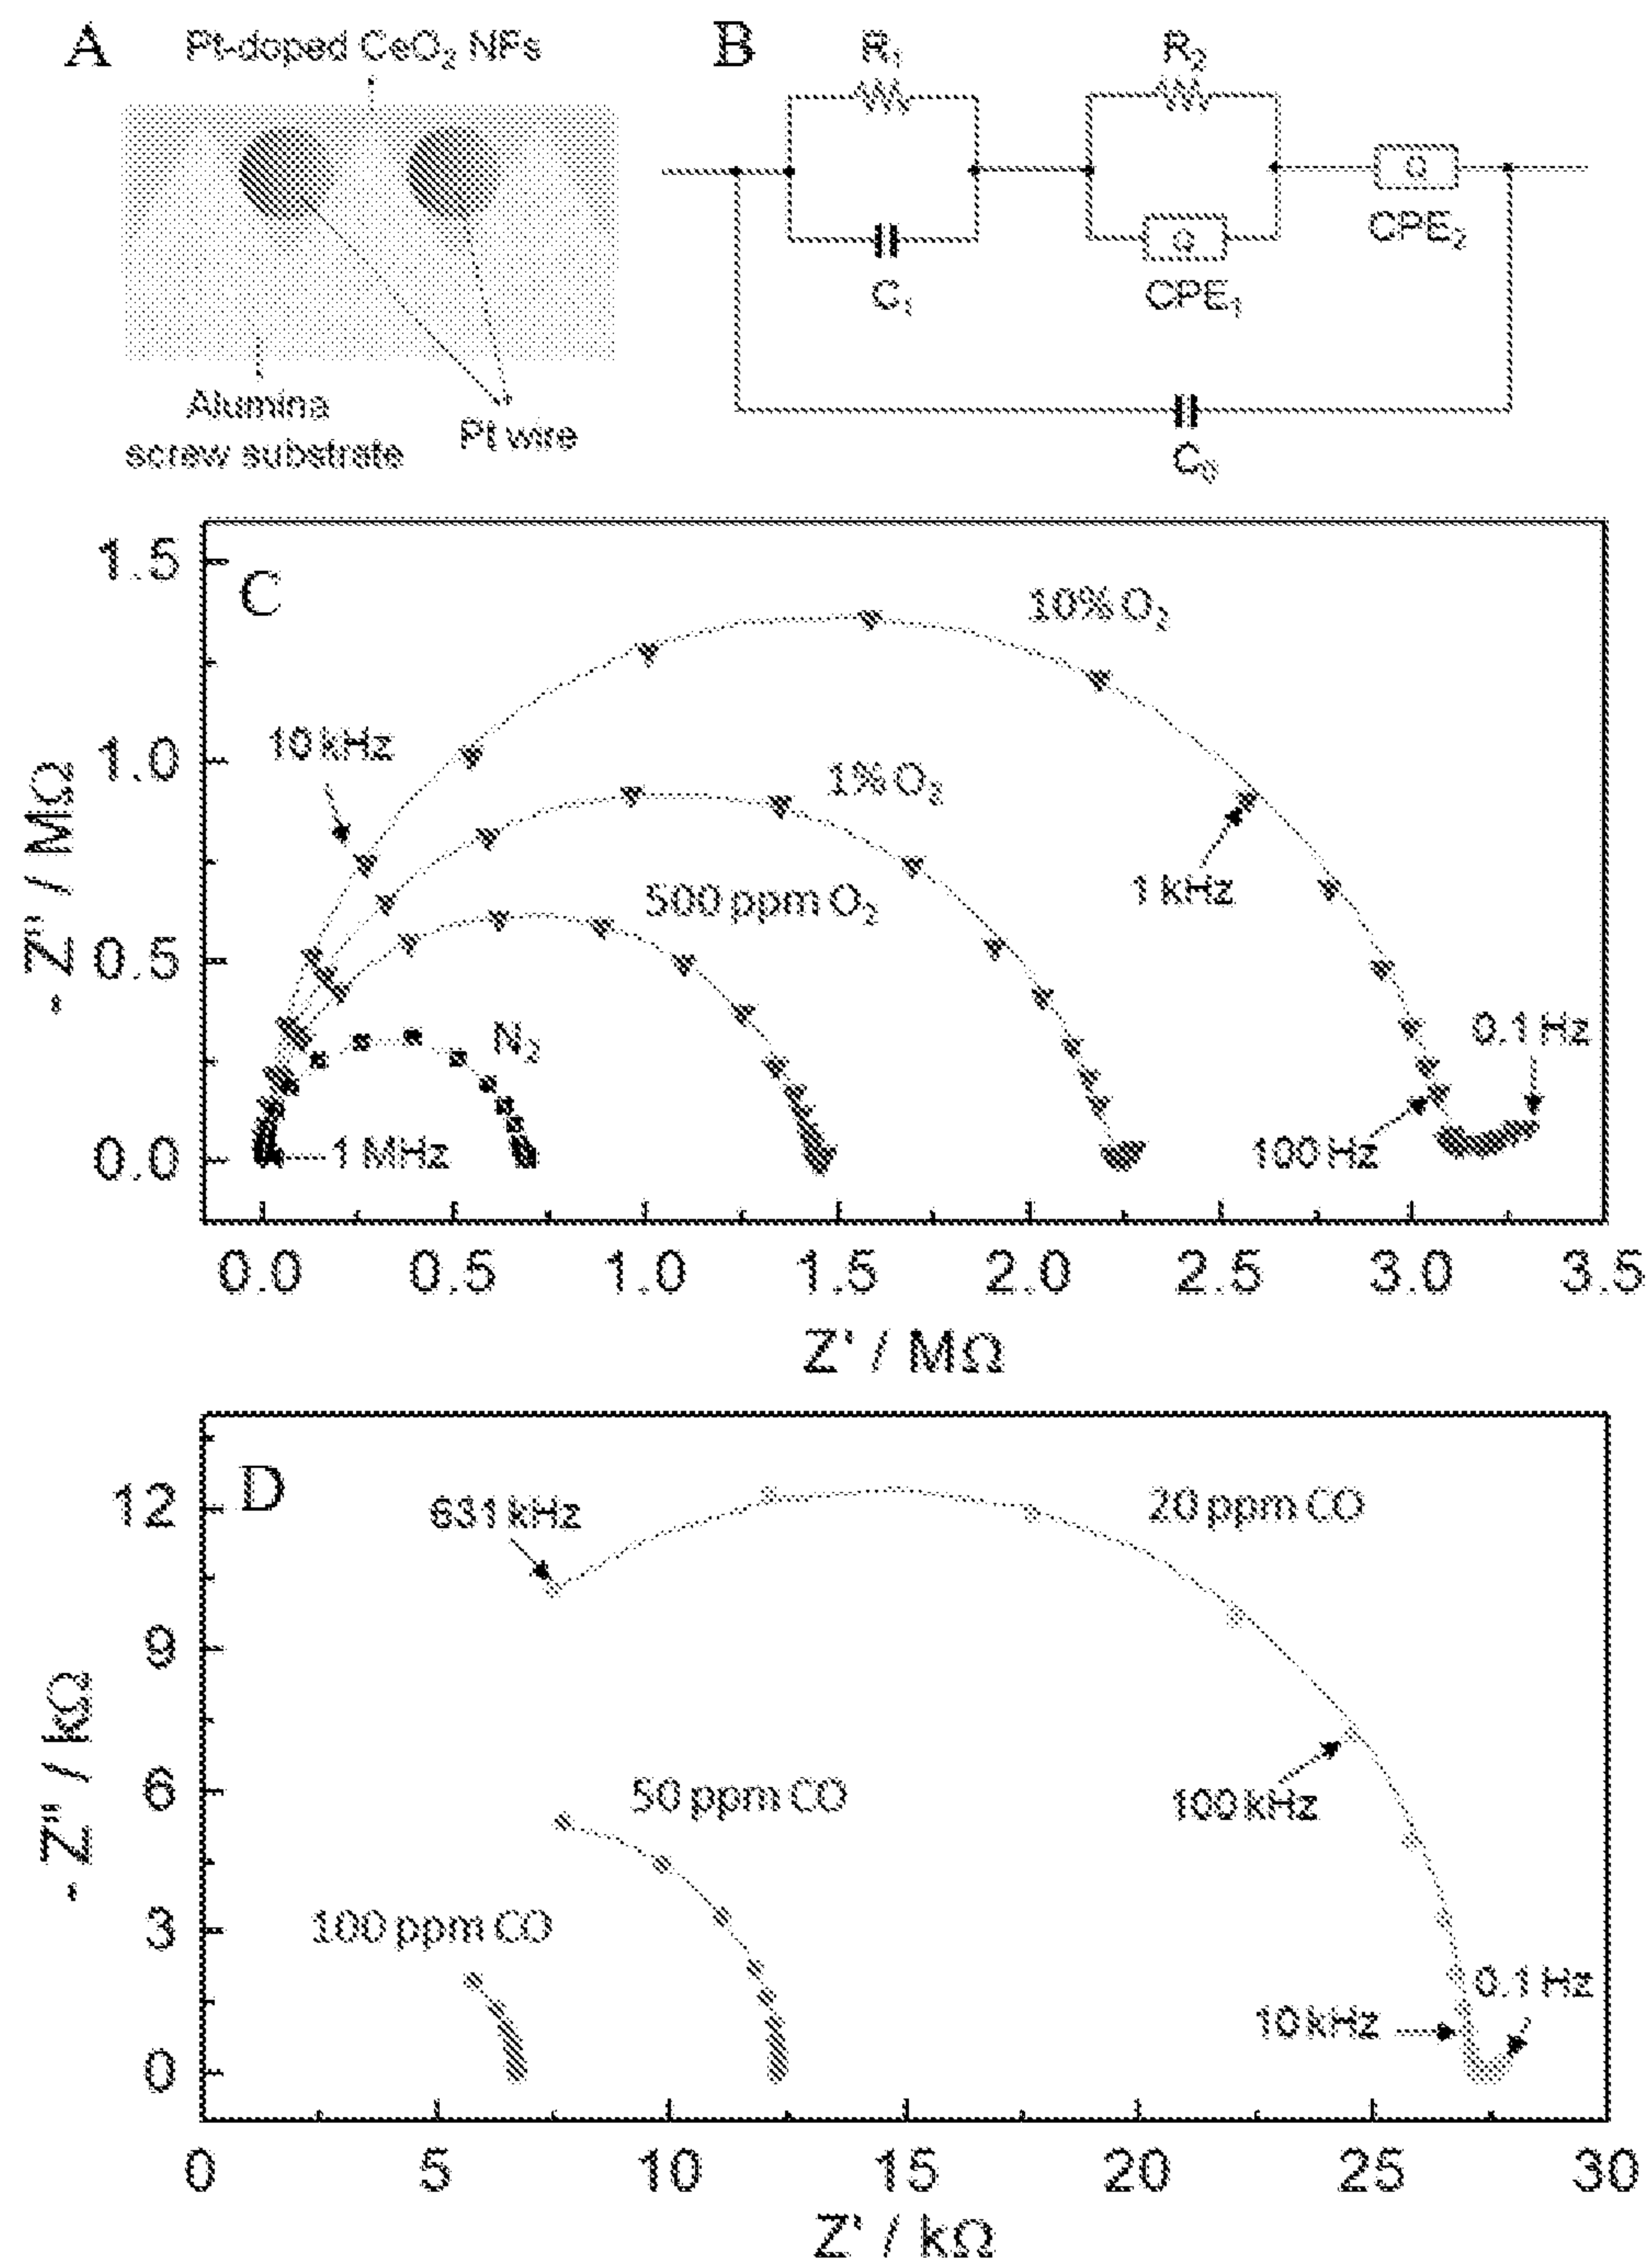 A
Pt-doped CeO₂ NFs
Alumina
screw substrate
Pt wire
B
R₁
C₁
R₂
CPE₁
CPE₂
Q
Q
C₀
C
- Z'' / MΩ
1.5
1.0
0.5
0.0
10% O₂
1% O₂
500 ppm O₂
N₂
10 kHz
1 kHz
100 Hz
0.1 Hz
1 MHz
0.0 0.5 1.0 1.5 2.0 2.5 3.0 3.5
Z' / MΩ
D
- Z'' / kΩ
12
9
6
3
0
631 kHz
20 ppm CO
50 ppm CO
100 ppm CO
100 kHz
10 kHz
0.1 Hz
0 5 10 15 20 25 30
Z' / kΩ